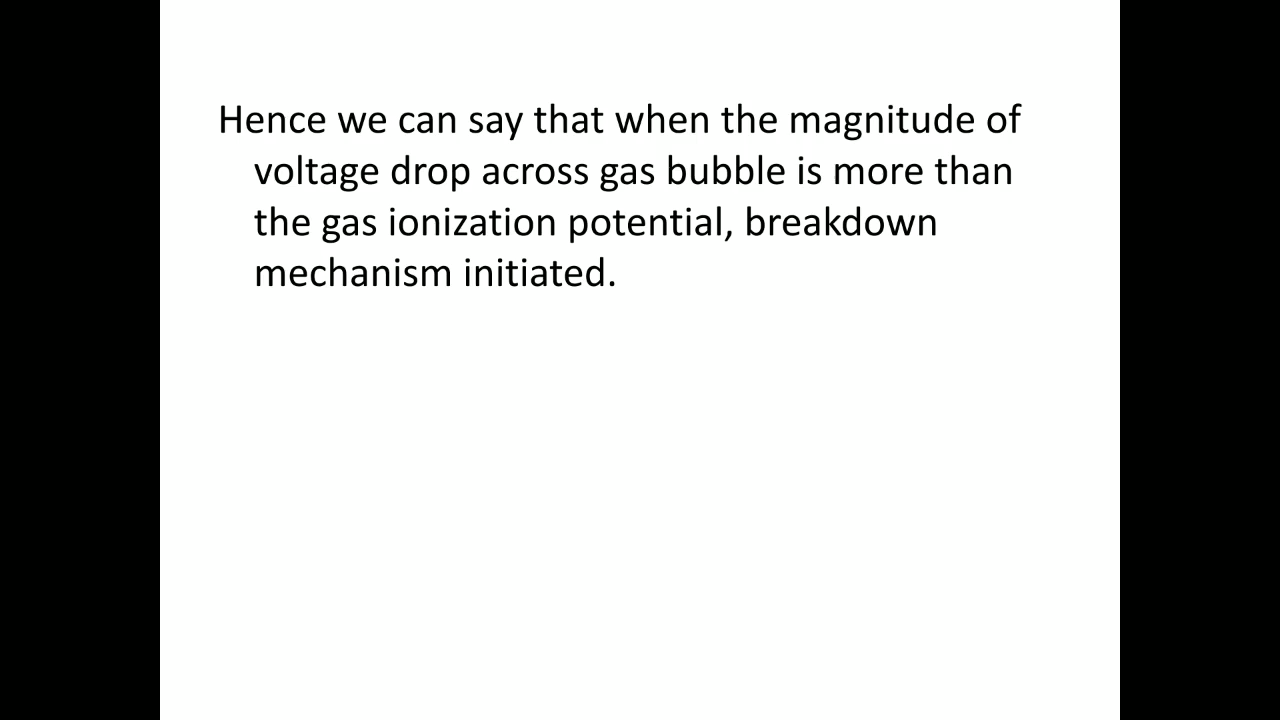 Hence we can say that when the magnitude of
voltage drop across gas bubble is more than
the gas ionization potential, breakdown
mechanism initiated.